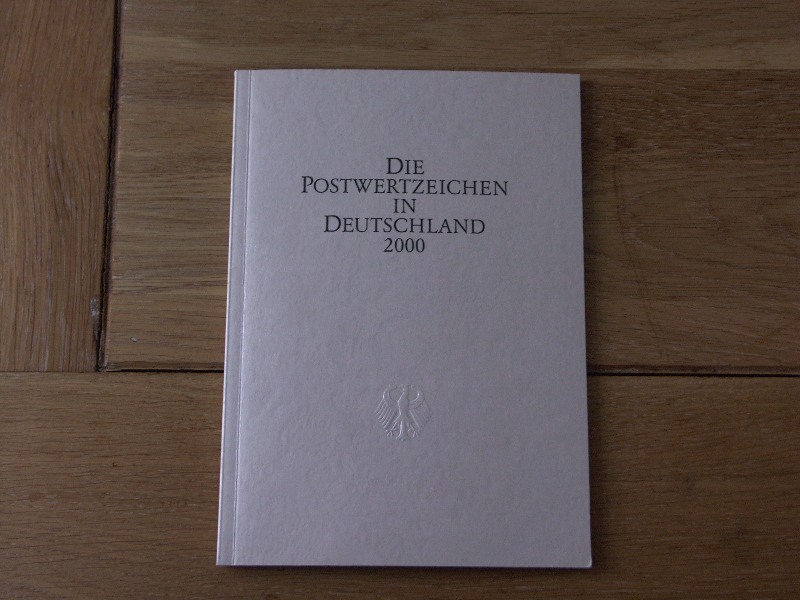 DIE
POSTWERTZEICHEN
IN
DEUTSCHLAND
2000